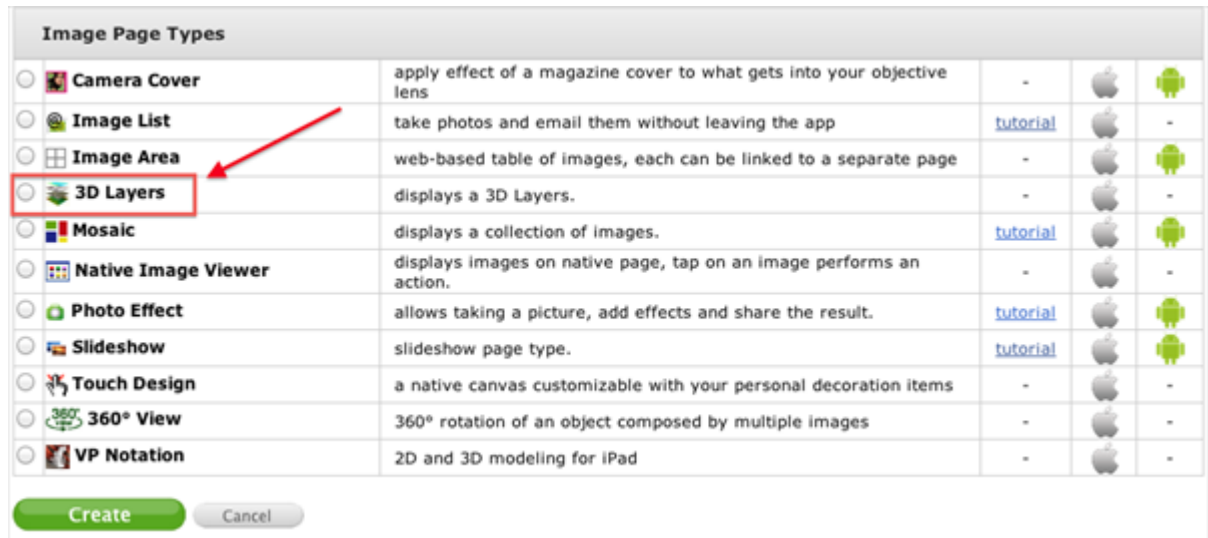 Image Page Types
Camera Cover
apply effect of a magazine cover to what gets into your objective
lens
-
Image List
take photos and email them without leaving the app
tutorial
-
Image Area
web-based table of images, each can be linked to a separate page
-
3D Layers
displays a 3D Layers.
-
-
Mosaic
displays a collection of images.
tutorial
Native Image Viewer
displays images on native page, tap on an image performs an
action.
-
-
Photo Effect
allows taking a picture, add effects and share the result.
tutorial
Slideshow
slideshow page type.
tutorial
Touch Design
a native canvas customizable with your personal decoration items
-
-
360°
360° View
360° rotation of an object composed by multiple images
-
-
VP Notation
2D and 3D modeling for iPad
-
-
Create
Cancel